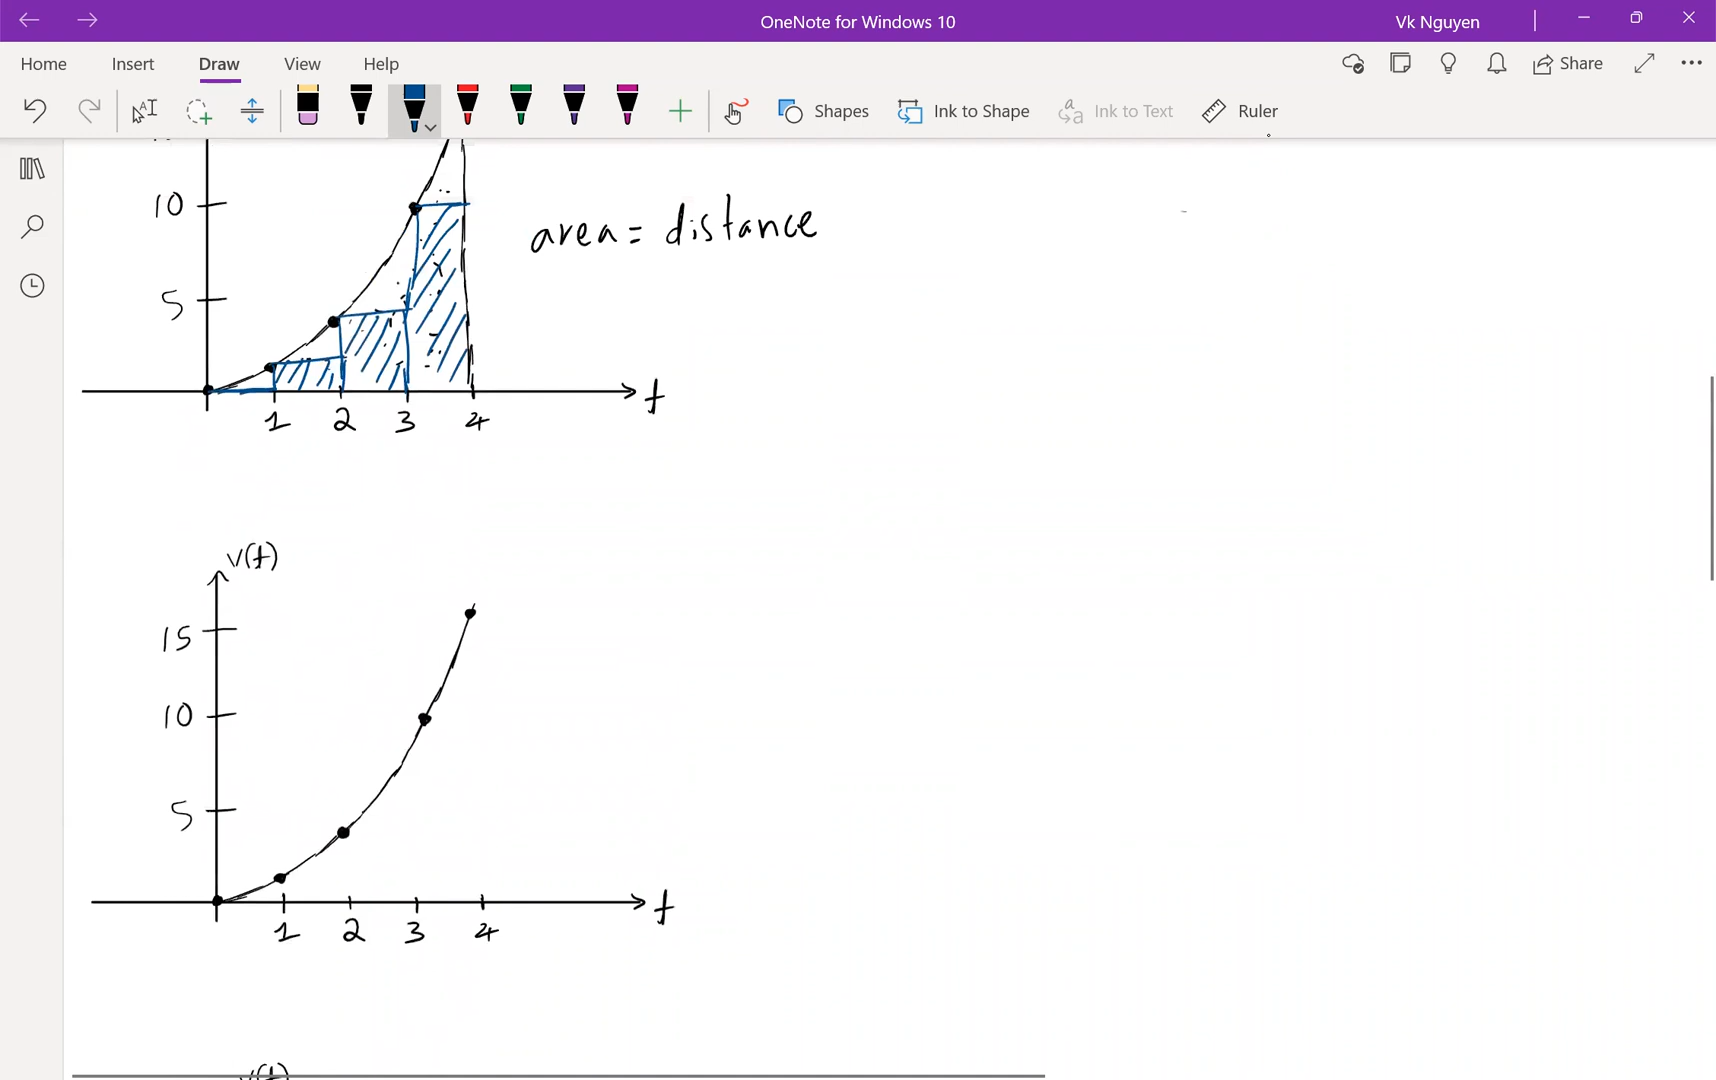 OneNote for Windows 10
Vk Nguyen
Home Insert Draw View Help
Share
Shapes Ink to Shape Ink to Text Ruler
10
area = distance
5
t
1 2 3 4
v(t)
15
10
5
t
1 2 3 4
v(t)